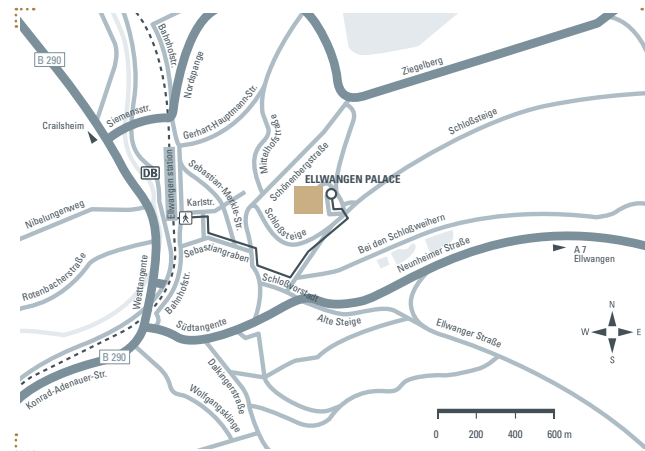 B 290
Bahnhofstr.
Nordspange
Ziegelberg
Siemensstr.
Crailsheim
Gerhart-Hauptmann-Str.
Mittelhofstraße
Schloßsteige
DB
Ellwangen station
Sebastian-Merkle-Str.
Schönenbergstraße
ELLWANGEN PALACE
Karlstr.
Nibelungenweg
Schloßsteige
Bei den Schloßweihern
Neunheimer Straße
A 7
Ellwangen
Sebastiangraben
Rotenbacherstraße
Westtangente
Bahnhofstr.
Schloßvorstadt
Südtangente
Alte Steige
Ellwanger Straße
N
W
E
S
B 290
Konrad-Adenauer-Str.
Dalkingerstraße
Wolfgangsklinge
0 200 400 600 m